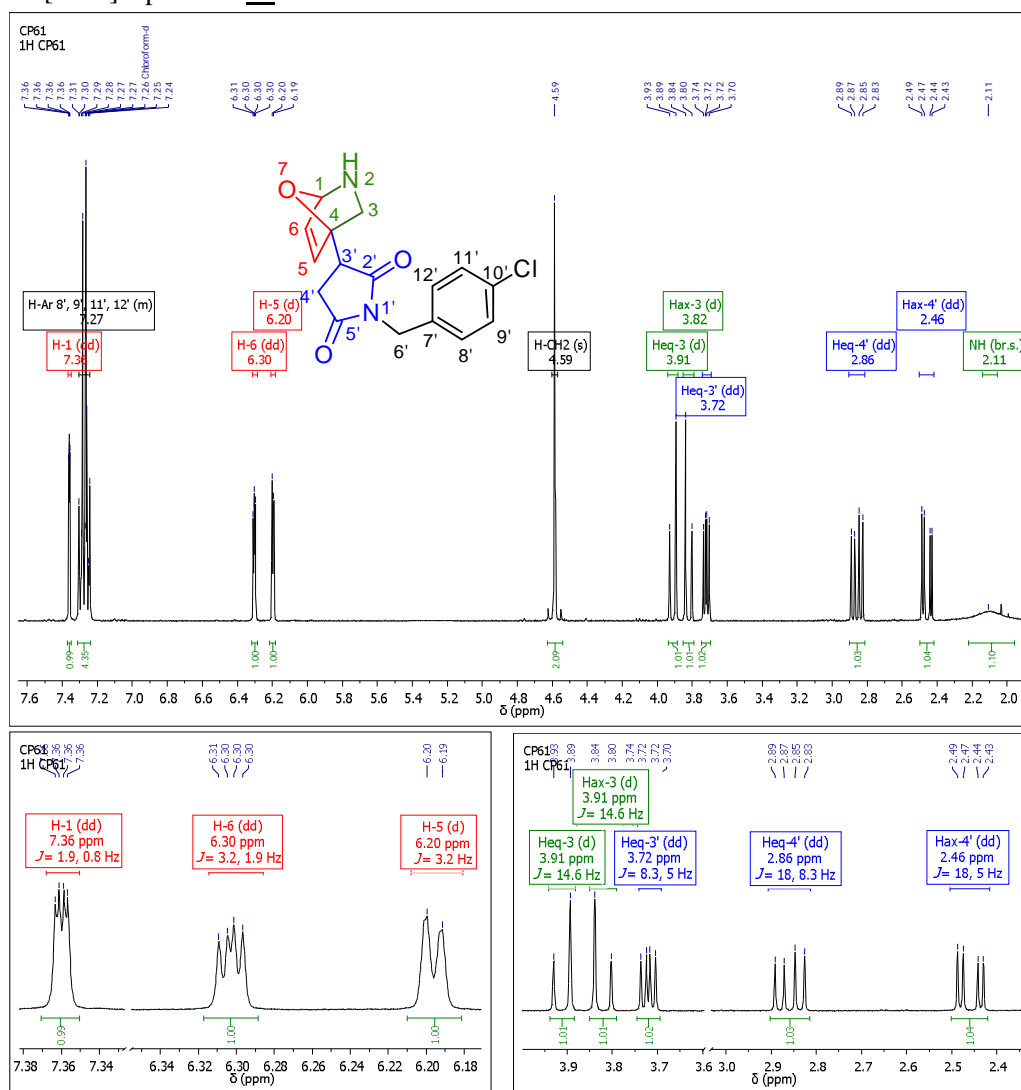 CP61
1H CP61
7.36
7.36
7.36
7.36
7.31
7.30
7.29
7.28
7.27
7.27
7.26 Chloroform-d
7.25
7.24
6.31
6.30
6.30
6.30
6.20
6.19
4.59
3.93
3.89
3.84
3.80
3.74
3.72
3.72
3.70
2.89
2.87
2.85
2.83
2.49
2.47
2.44
2.43
2.11
H
7 1 N 2
O 3
6 4
5 3' 2' O 12' 11' 10' Cl
4' 1' 9'
5' N 7' 8'
O 6'
H-Ar 8', 9', 11', 12' (m)
7.27
H-1 (dd)
7.36
H-5 (d)
6.20
H-6 (dd)
6.30
H-CH2 (s)
4.59
Hax-3 (d)
3.82
Heq-3 (d)
3.91
Heq-3' (dd)
3.72
Hax-4' (dd)
2.46
Heq-4' (dd)
2.86
NH (br.s.)
2.11
0.99
4.35
1.00
1.00
2.09
1.01
1.01
1.02
1.03
1.04
1.10
7.6 7.4 7.2 7.0 6.8 6.6 6.4 6.2 6.0 5.8 5.6 5.4 5.2 5.0 4.8 4.6 4.4 4.2 4.0 3.8 3.6 3.4 3.2 3.0 2.8 2.6 2.4 2.2 2.0
δ (ppm)
CP61
1H CP61
7.36
7.36
7.36
6.31
6.30
6.30
6.30
6.20
6.19
H-1 (dd)
7.36 ppm
J= 1.9, 0.8 Hz
H-6 (dd)
6.30 ppm
J= 3.2, 1.9 Hz
H-5 (d)
6.20 ppm
J= 3.2 Hz
0.99
1.00
1.00
7.38 7.36 7.34 6.32 6.30 6.28 6.26 6.24 6.22 6.20 6.18
δ (ppm)
CP61
1H CP61
3.93
3.89
3.84
3.80
3.74
3.72
3.72
3.70
2.89
2.87
2.85
2.83
2.49
2.47
2.44
2.43
Hax-3 (d)
3.91 ppm
J= 14.6 Hz
Heq-3 (d)
3.91 ppm
J= 14.6 Hz
Heq-3' (dd)
3.72 ppm
J= 8.3, 5 Hz
Heq-4' (dd)
2.86 ppm
J= 18, 8.3 Hz
Hax-4' (dd)
2.46 ppm
J= 18, 5 Hz
1.01
1.01
1.02
1.03
1.04
3.9 3.8 3.7 3.6 3.0 2.9 2.8 2.7 2.6 2.5 2.4
δ (ppm)